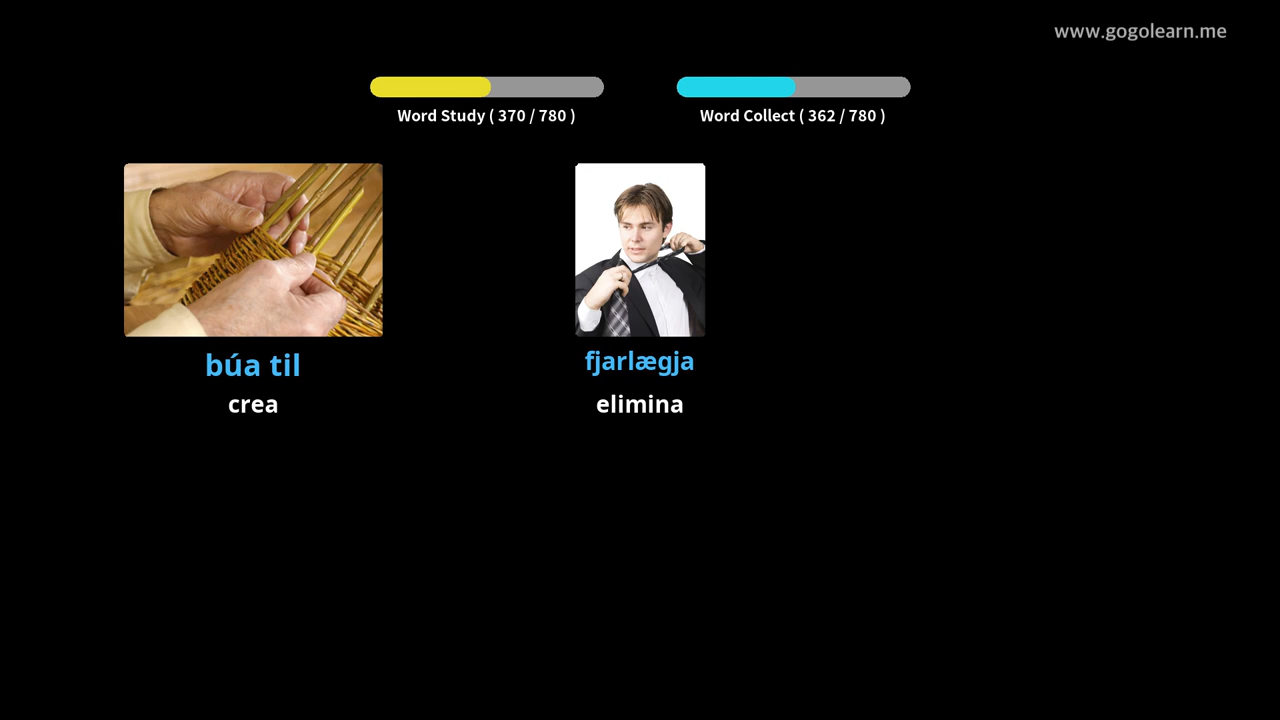 www.gogolearn.me
Word Study ( 370 / 780 )
Word Collect ( 362 / 780 )
búa til
crea
fjarlægja
elimina